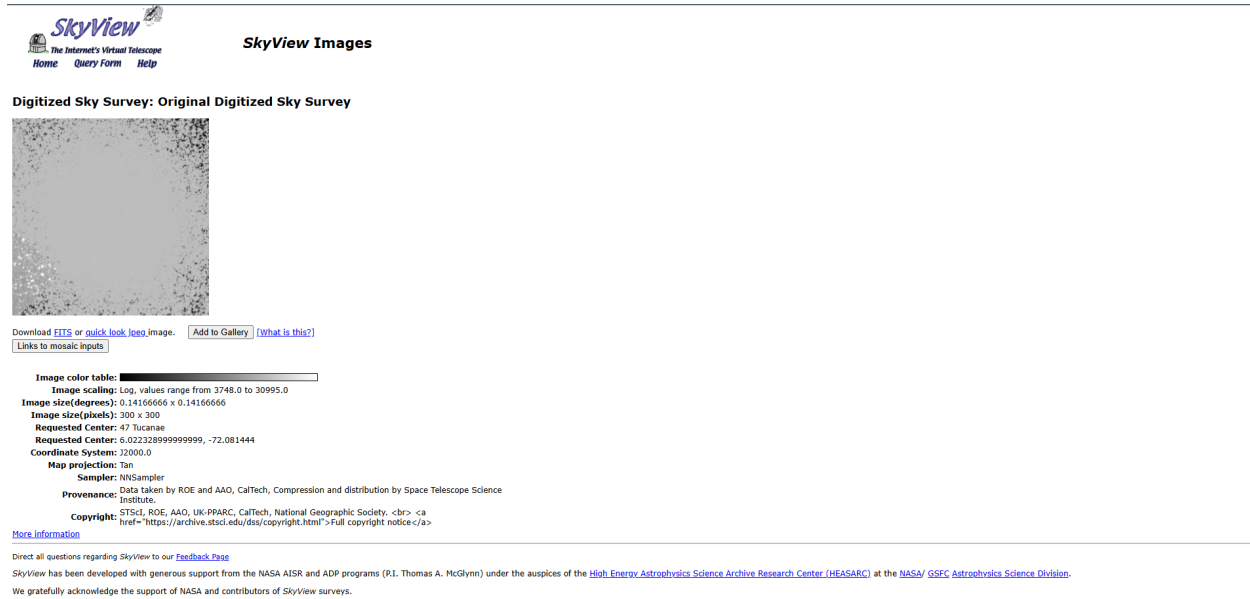 SkyView
The Internet's Virtual Telescope
Home Query Form Help
SkyView Images
Digitized Sky Survey: Original Digitized Sky Survey
Download FITS or quick look jpeg image. Add to Gallery [What is this?]
Links to mosaic inputs
Image color table:
Image scaling: Log, values range from 3748.0 to 30995.0
Image size(degrees): 0.14166666 x 0.14166666
Image size(pixels): 300 x 300
Requested Center: 47 Tucanae
Requested Center: 6.022328999999999, -72.081444
Coordinate System: J2000.0
Map projection: Tan
Sampler: NNSampler
Provenance: Data taken by ROE and AAO, CalTech, Compression and distribution by Space Telescope Science
Institute.
Copyright: STScI, ROE, AAO, UK-PPARC, CalTech, National Geographic Society. <br> <a
href="https://archive.stsci.edu/dss/copyright.html">Full copyright notice</a>
More information
Direct all questions regarding SkyView to our Feedback Page
SkyView has been developed with generous support from the NASA AISR and ADP programs (P.I. Thomas A. McGlynn) under the auspices of the High Energy Astrophysics Science Archive Research Center (HEASARC) at the NASA/ GSFC Astrophysics Science Division.
We gratefully acknowledge the support of NASA and contributors of SkyView surveys.